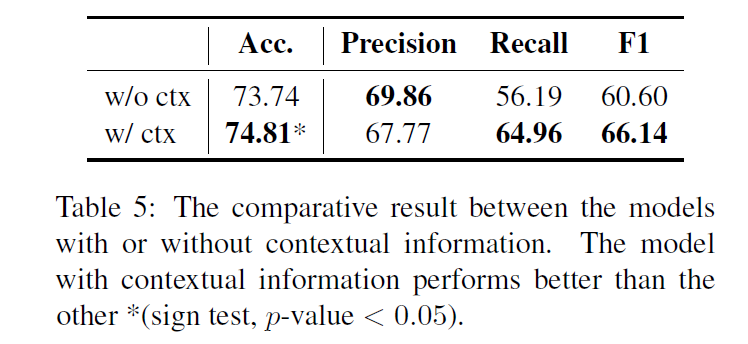 Acc. Precision Recall F1
w/o ctx 73.74 69.86 56.19 60.60
w/ ctx 74.81* 67.77 64.96 66.14
Table 5: The comparative result between the models
with or without contextual information. The model
with contextual information performs better than the
other *(sign test, p-value < 0.05).